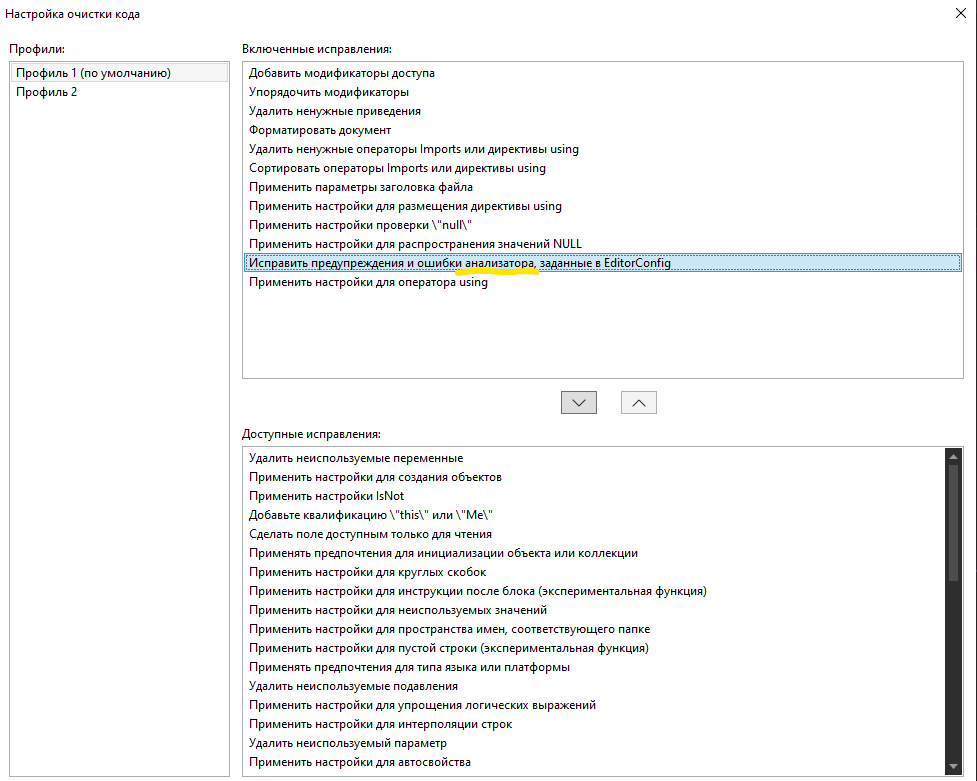 Настройка очистки кода
Профили:
Профиль 1 (по умолчанию)
Профиль 2
Включенные исправления:
Добавить модификаторы доступа
Упорядочить модификаторы
Удалить ненужные приведения
Форматировать документ
Удалить ненужные операторы Imports или директивы using
Сортировать операторы Imports или директивы using
Применить параметры заголовка файла
Применить настройки для размещения директивы using
Применить настройки проверки \"null\"
Применить настройки для распространения значений NULL
Исправить предупреждения и ошибки анализатора, заданные в EditorConfig
Применить настройки для оператора using
Доступные исправления:
Удалить неиспользуемые переменные
Применить настройки для создания объектов
Применить настройки IsNot
Добавьте квалификацию \"this\" или \"Me\"
Сделать поле доступным только для чтения
Применять предпочтения для инициализации объекта или коллекции
Применить настройки для круглых скобок
Применить настройки для инструкции после блока (экспериментальная функция)
Применить настройки для неиспользуемых значений
Применить настройки для пространства имен, соответствующего папке
Применить настройки для пустой строки (экспериментальная функция)
Применять предпочтения для типа языка или платформы
Удалить неиспользуемые подавления
Применить настройки для упрощения логических выражений
Применить настройки для интерполяции строк
Удалить неиспользуемый параметр
Применить настройки для автосвойства